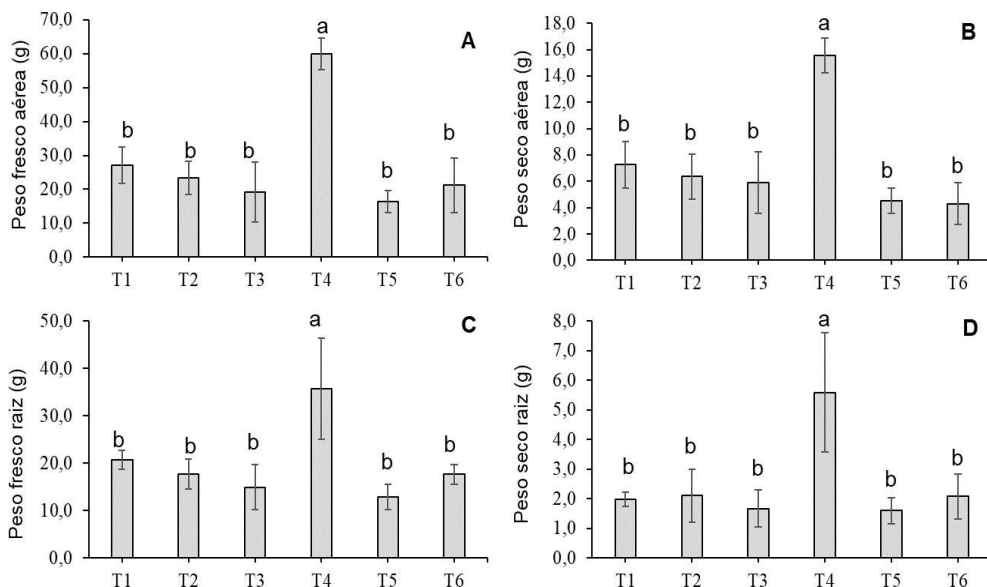 A
Peso fresco aérea (g)
70,0
60,0
50,0
40,0
30,0
20,0
10,0
0,0
b
b
b
a
b
b
T1
T2
T3
T4
T5
T6
B
Peso seco aérea (g)
18,0
16,0
14,0
12,0
10,0
8,0
6,0
4,0
2,0
0,0
b
b
b
a
b
b
T1
T2
T3
T4
T5
T6
C
Peso fresco raiz (g)
50,0
40,0
30,0
20,0
10,0
0,0
b
b
b
a
b
b
T1
T2
T3
T4
T5
T6
D
Peso seco raiz (g)
8,0
7,0
6,0
5,0
4,0
3,0
2,0
1,0
0,0
b
b
b
a
b
b
T1
T2
T3
T4
T5
T6